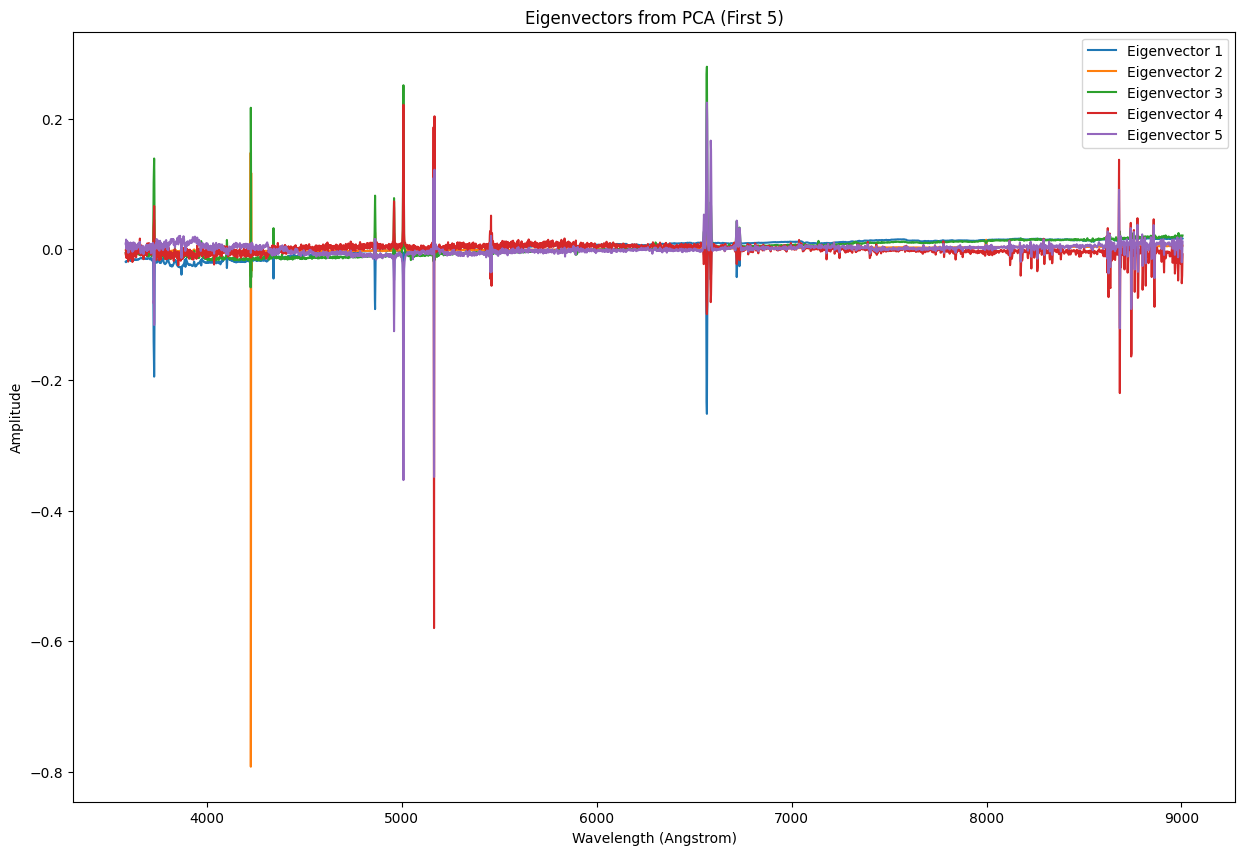 Eigenvectors from PCA (First 5)
Eigenvector 1
Eigenvector 2
Eigenvector 3
Eigenvector 4
Eigenvector 5
Amplitude
0.2
0.0
−0.2
−0.4
−0.6
−0.8
4000 5000 6000 7000 8000 9000
Wavelength (Angstrom)